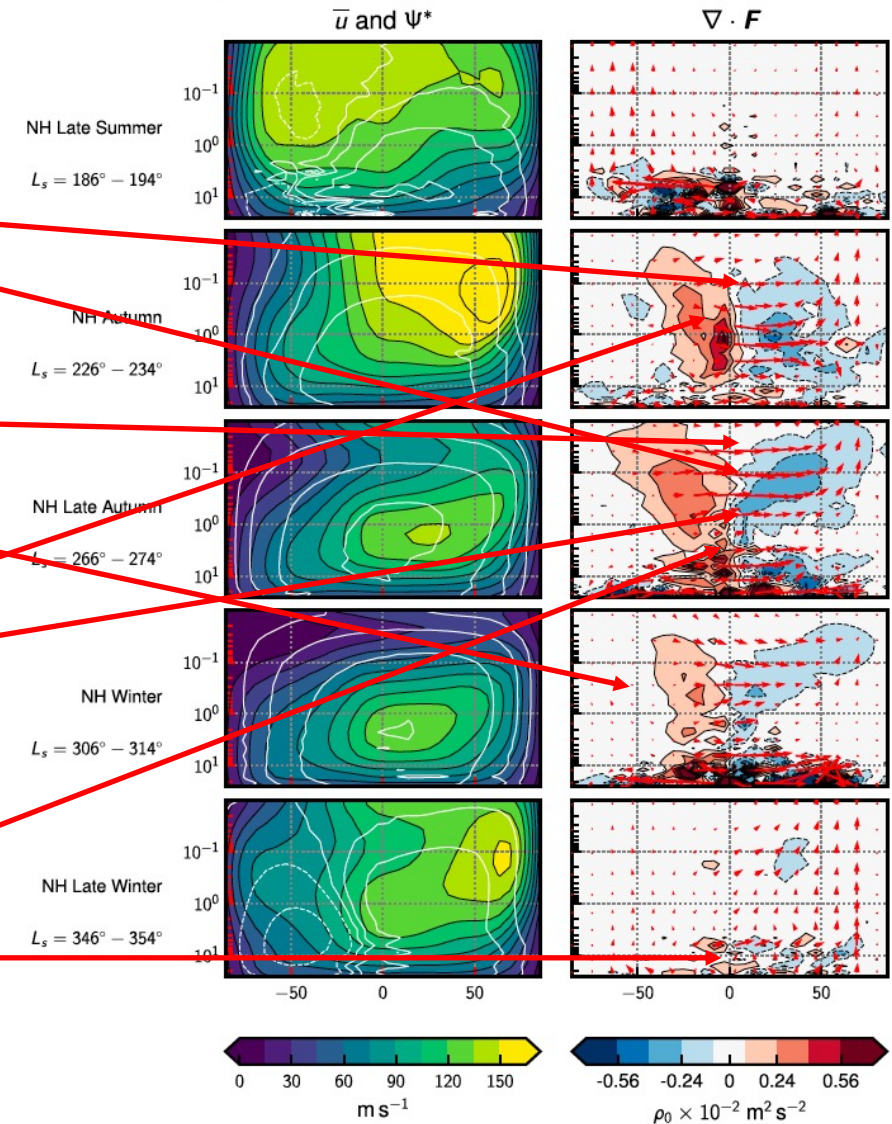 u̅ and Ψ*
∇ · F
NH Late Summer
Lₛ = 186° − 194°
10⁻¹
10⁰
10¹
NH Autumn
Lₛ = 226° − 234°
10⁻¹
10⁰
10¹
NH Late Autumn
Lₛ = 266° − 274°
10⁻¹
10⁰
10¹
NH Winter
Lₛ = 306° − 314°
10⁻¹
10⁰
10¹
NH Late Winter
Lₛ = 346° − 354°
10⁻¹
10⁰
10¹
−50 0 50
−50 0 50
0 30 60 90 120 150
m s⁻¹
-0.56 -0.24 0 0.24 0.56
ρ₀ × 10⁻² m² s⁻²